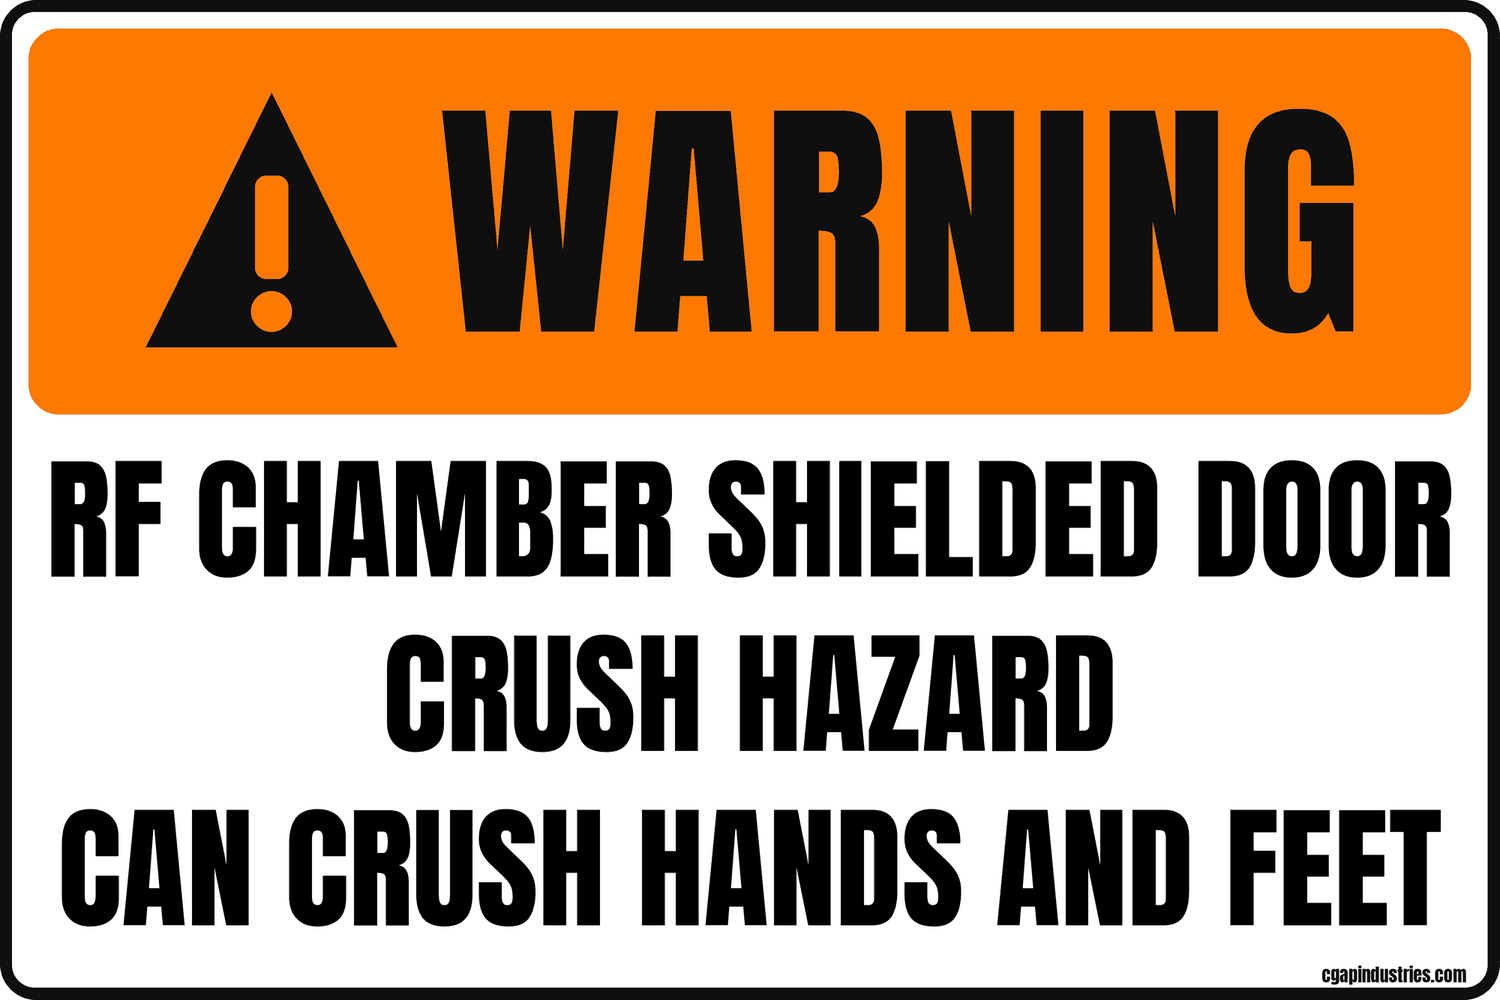 WARNING
RF CHAMBER SHIELDED DOOR
CRUSH HAZARD
CAN CRUSH HANDS AND FEET
cgapindustries.com